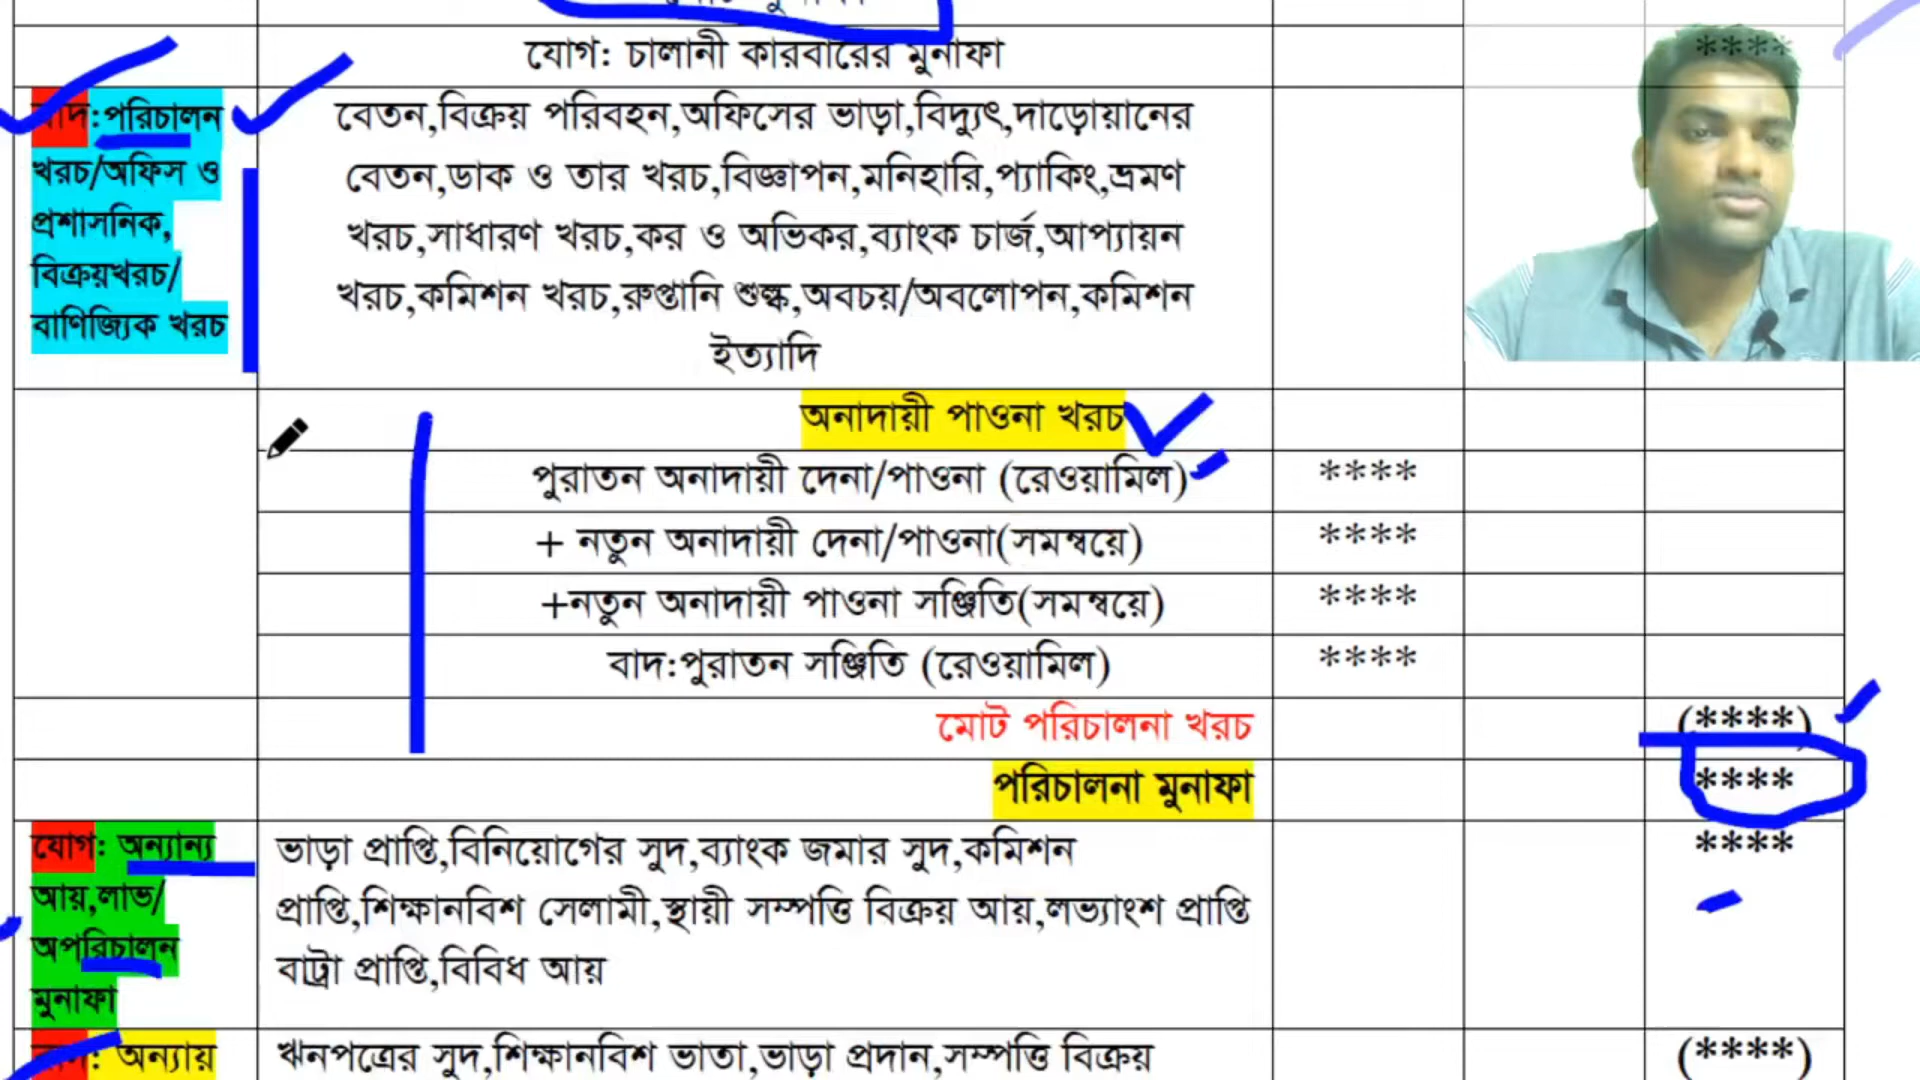 যোগ: চালানী কারবারের মুনাফা
****
বাদ:পরিচালন
খরচ/অফিস ও
প্রশাসনিক,
বিক্রয়খরচ/
বাণিজ্যিক খরচ
বেতন,বিক্রয় পরিবহন,অফিসের ভাড়া,বিদ্যুৎ,দাড়োয়ানের
বেতন,ডাক ও তার খরচ,বিজ্ঞাপন,মনিহারি,প্যাকিং,ভ্রমণ
খরচ,সাধারণ খরচ,কর ও অভিকর,ব্যাংক চার্জ,আপ্যায়ন
খরচ,কমিশন খরচ,রুপ্তানি শুল্ক,অবচয়/অবলোপন,কমিশন
ইত্যাদি
অনাদায়ী পাওনা খরচ
পুরাতন অনাদায়ী দেনা/পাওনা (রেওয়ামিল) ****
+ নতুন অনাদায়ী দেনা/পাওনা(সমন্বয়ে) ****
+নতুন অনাদায়ী পাওনা সঞ্জিতি(সমন্বয়ে) ****
বাদ:পুরাতন সঞ্জিতি (রেওয়ামিল) ****
মোট পরিচালনা খরচ (****)
পরিচালনা মুনাফা ****
যোগ: অন্যান্য
আয়,লাভ/
অপরিচালন
মুনাফা
ভাড়া প্রাপ্তি,বিনিয়োগের সুদ,ব্যাংক জমার সুদ,কমিশন
প্রাপ্তি,শিক্ষানবিশ সেলামী,স্থায়ী সম্পত্তি বিক্রয় আয়,লভ্যাংশ প্রাপ্তি
বাট্টা প্রাপ্তি,বিবিধ আয়
****
বাদ: অন্যায়
ঋনপত্রের সুদ,শিক্ষানবিশ ভাতা,ভাড়া প্রদান,সম্পত্তি বিক্রয়
(****)